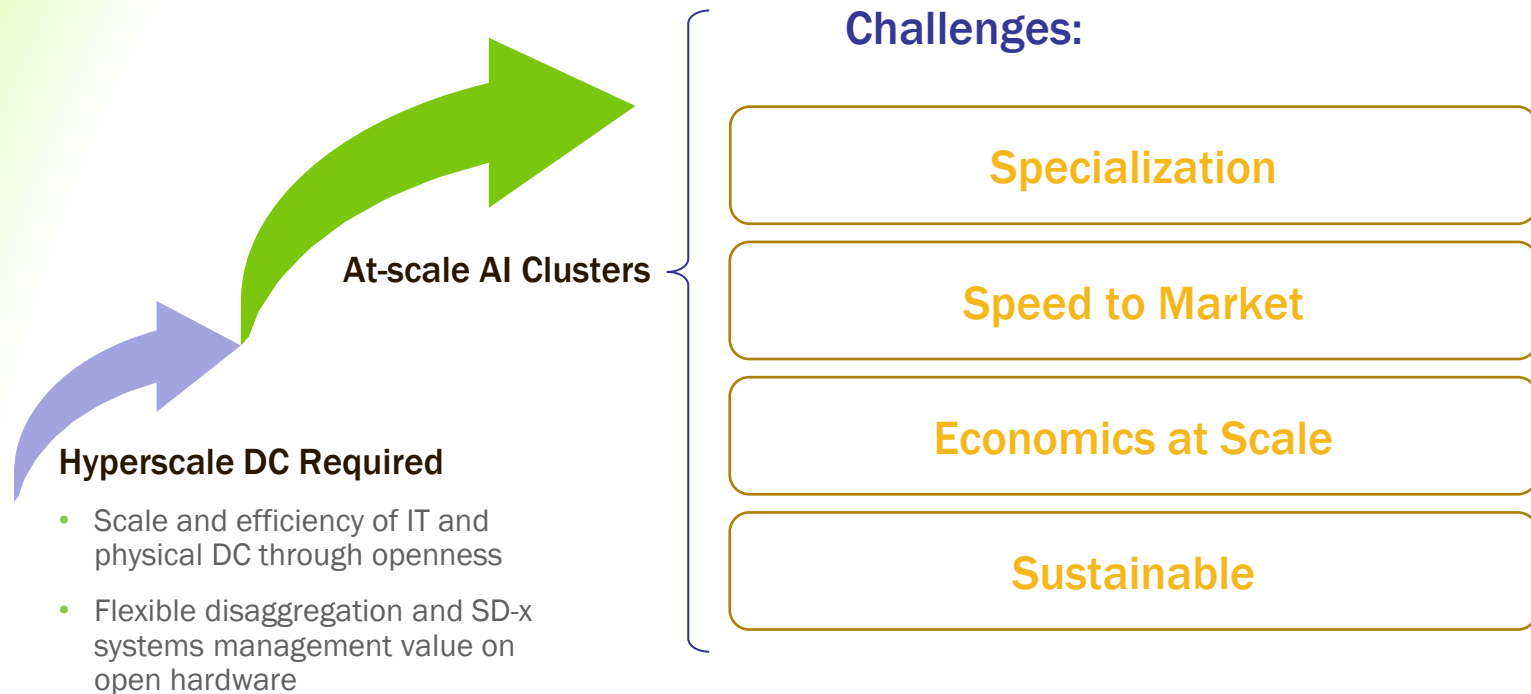 Challenges:
Specialization
At-scale AI Clusters
Speed to Market
Economics at Scale
Sustainable
Hyperscale DC Required
• Scale and efficiency of IT and
physical DC through openness
• Flexible disaggregation and SD-x
systems management value on
open hardware